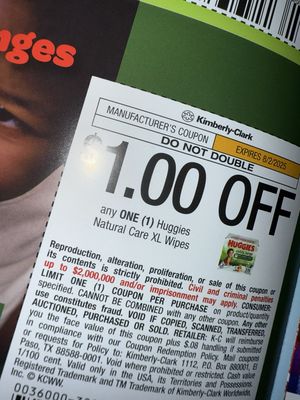 nges
Kimberly-Clark
MANUFACTURER'S COUPON
EXPIRES 8/2/2025
DO NOT DOUBLE
$1.00 OFF
any ONE (1) Huggies
Natural Care XL Wipes
HUGGIES
Reproduction, alteration, proliferation, or sale of this coupon or
its contents is strictly prohibited. Civil and criminal penalties
up to $2,000,000 and/or imprisonment may apply. CONSUMER:
LIMIT ONE (1) COUPON PER PURCHASE on product/quantity
specified. CANNOT BE COMBINED with any other coupon. Any other
use constitutes fraud. VOID IF COPIED, SCANNED, TRANSFERRED,
AUCTIONED, PURCHASED OR SOLD. RETAILER: K-C will reimburse
you the face value of this coupon plus $.08 handling if submitted
in compliance with our Coupon Redemption Policy. Mail coupons
& requests for Policy to: Kimberly-Clark 1112, P.O. Box 880001, El
Paso, TX 88588-0001. Void where prohibited or restricted. Cash value
1/100 cent. Valid only in the USA, its Territories and Possessions.
Registered Trademark and TM Trademark of Kimberly-Clark Worldwide,
Inc. © KCWW.